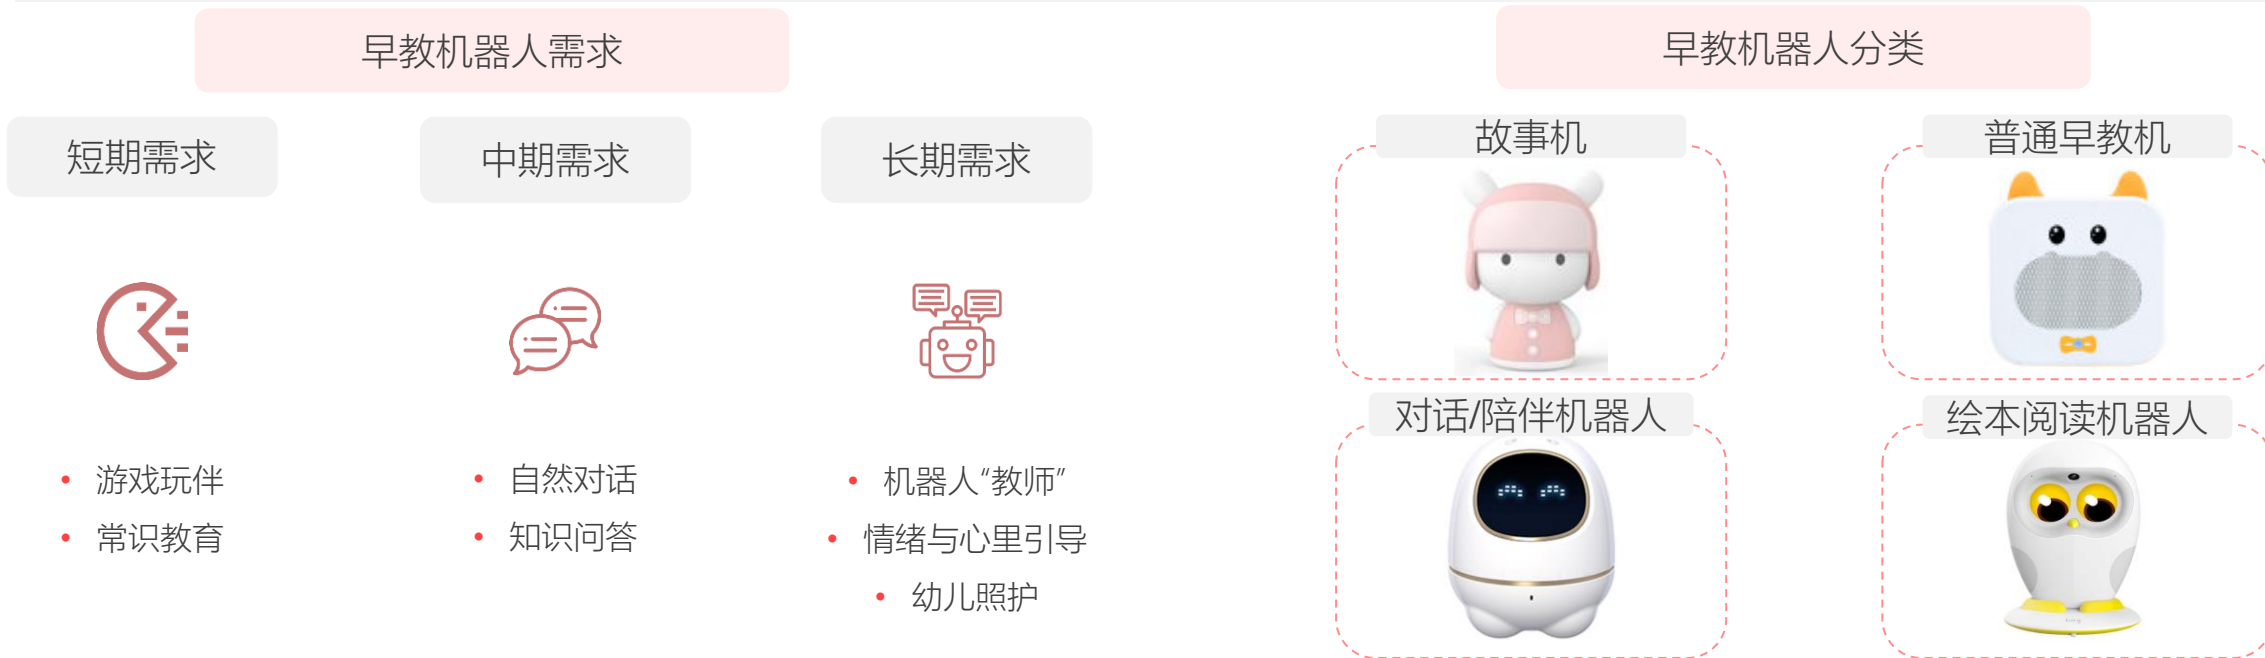 早教机器人需求
短期需求
中期需求
长期需求
• 游戏玩伴
• 常识教育
• 自然对话
• 知识问答
• 机器人“教师”
• 情绪与心里引导
• 幼儿照护
早教机器人分类
故事机
普通早教机
对话/陪伴机器人
绘本阅读机器人